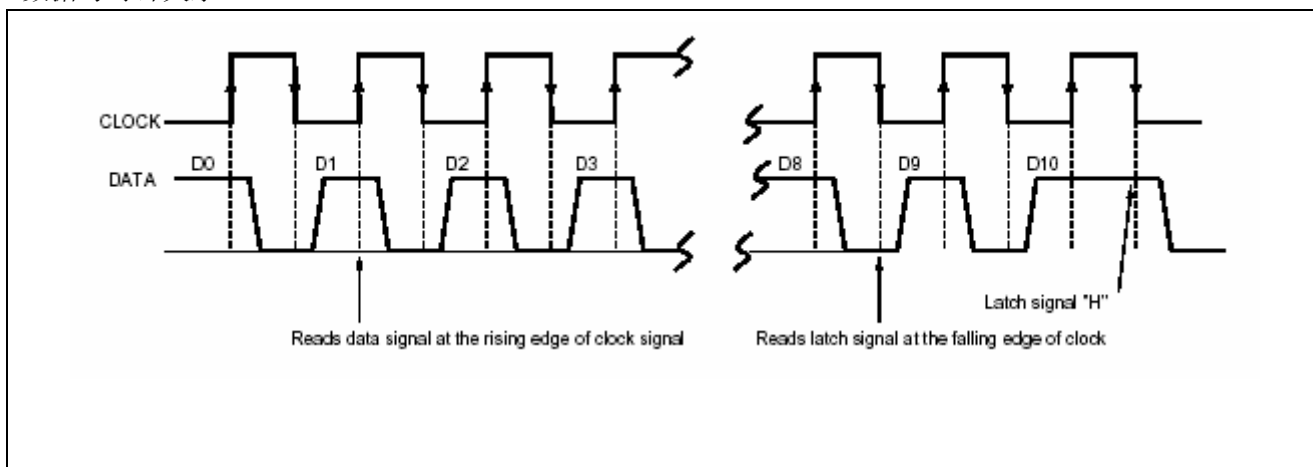 CLOCK
D0 D1 D2 D3 D8 D9 D10
DATA
Latch signal "H"
Reads data signal at the rising edge of clock signal Reads latch signal at the falling edge of clock